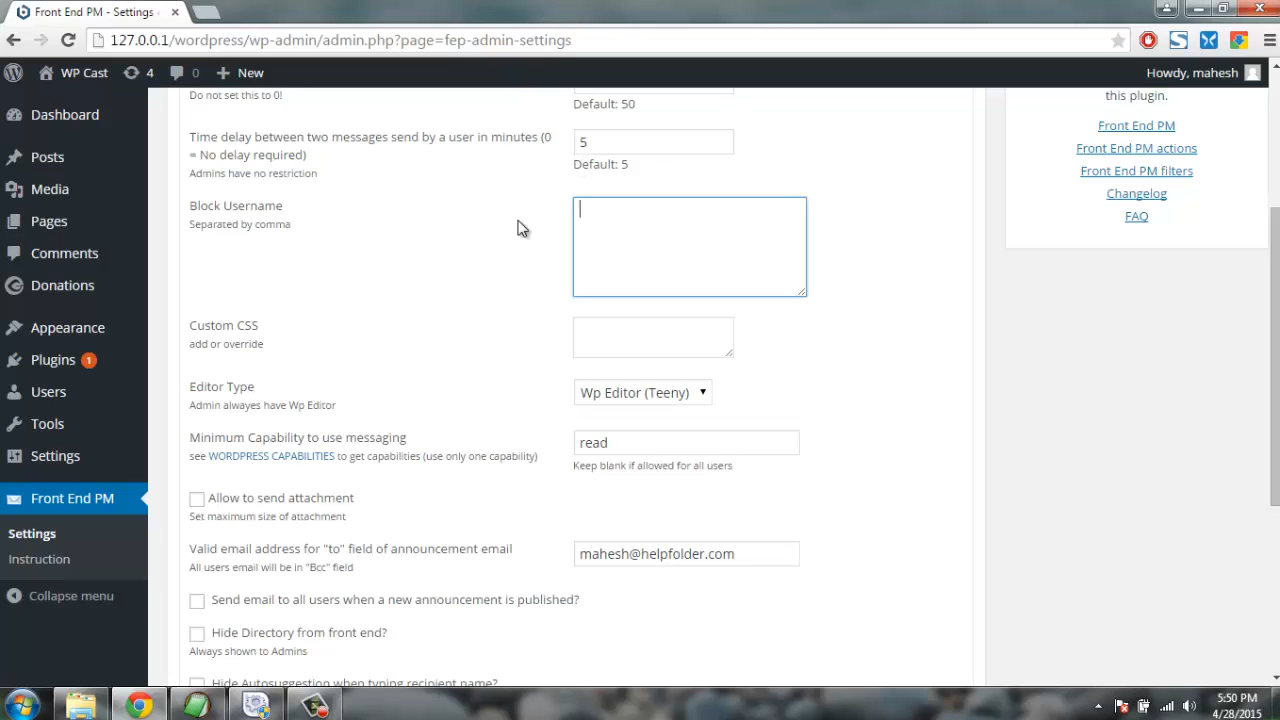 Front End PM - Settings
127.0.0.1/wordpress/wp-admin/admin.php?page=fep-admin-settings
WP Cast
4
0
New
Howdy, mahesh
Dashboard
Posts
Media
Pages
Comments
Donations
Appearance
Plugins 1
Users
Tools
Settings
Front End PM
Settings
Instruction
Collapse menu
Do not set this to 0!
Default: 50
Time delay between two messages send by a user in minutes (0
= No delay required)
Admins have no restriction
5
Default: 5
Block Username
Separated by comma
Custom CSS
add or override
Editor Type
Admin alwayes have Wp Editor
Wp Editor (Teeny)
Minimum Capability to use messaging
see WORDPRESS CAPABILITIES to get capabilities (use only one capability)
read
Keep blank if allowed for all users
Allow to send attachment
Set maximum size of attachment
Valid email address for "to" field of announcement email
All users email will be in "Bcc" field
mahesh@helpfolder.com
Send email to all users when a new announcement is published?
Hide Directory from front end?
Always shown to Admins
Hide Autosuggestion when typing recipient name?
this plugin.
Front End PM
Front End PM actions
Front End PM filters
Changelog
FAQ
5:50 PM
4/28/2015